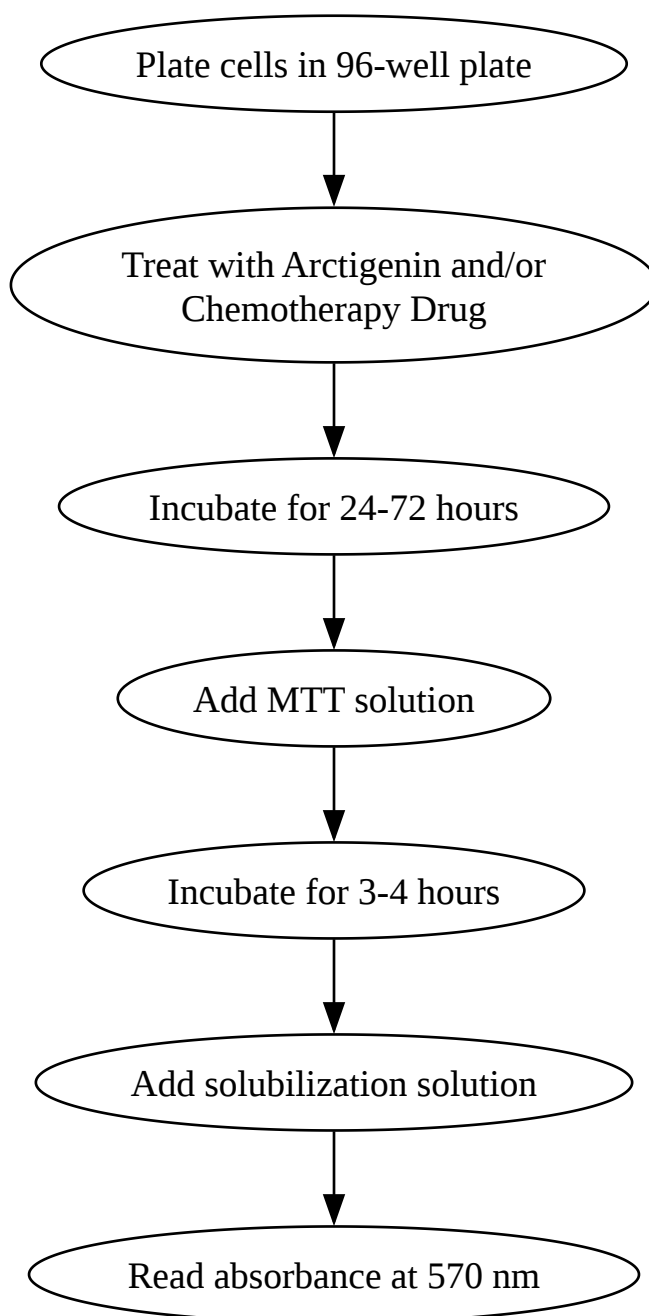 Plate cells in 96-well plate
Treat with Arctigenin and/or
Chemotherapy Drug
Incubate for 24-72 hours
Add MTT solution
Incubate for 3-4 hours
Add solubilization solution
Read absorbance at 570 nm